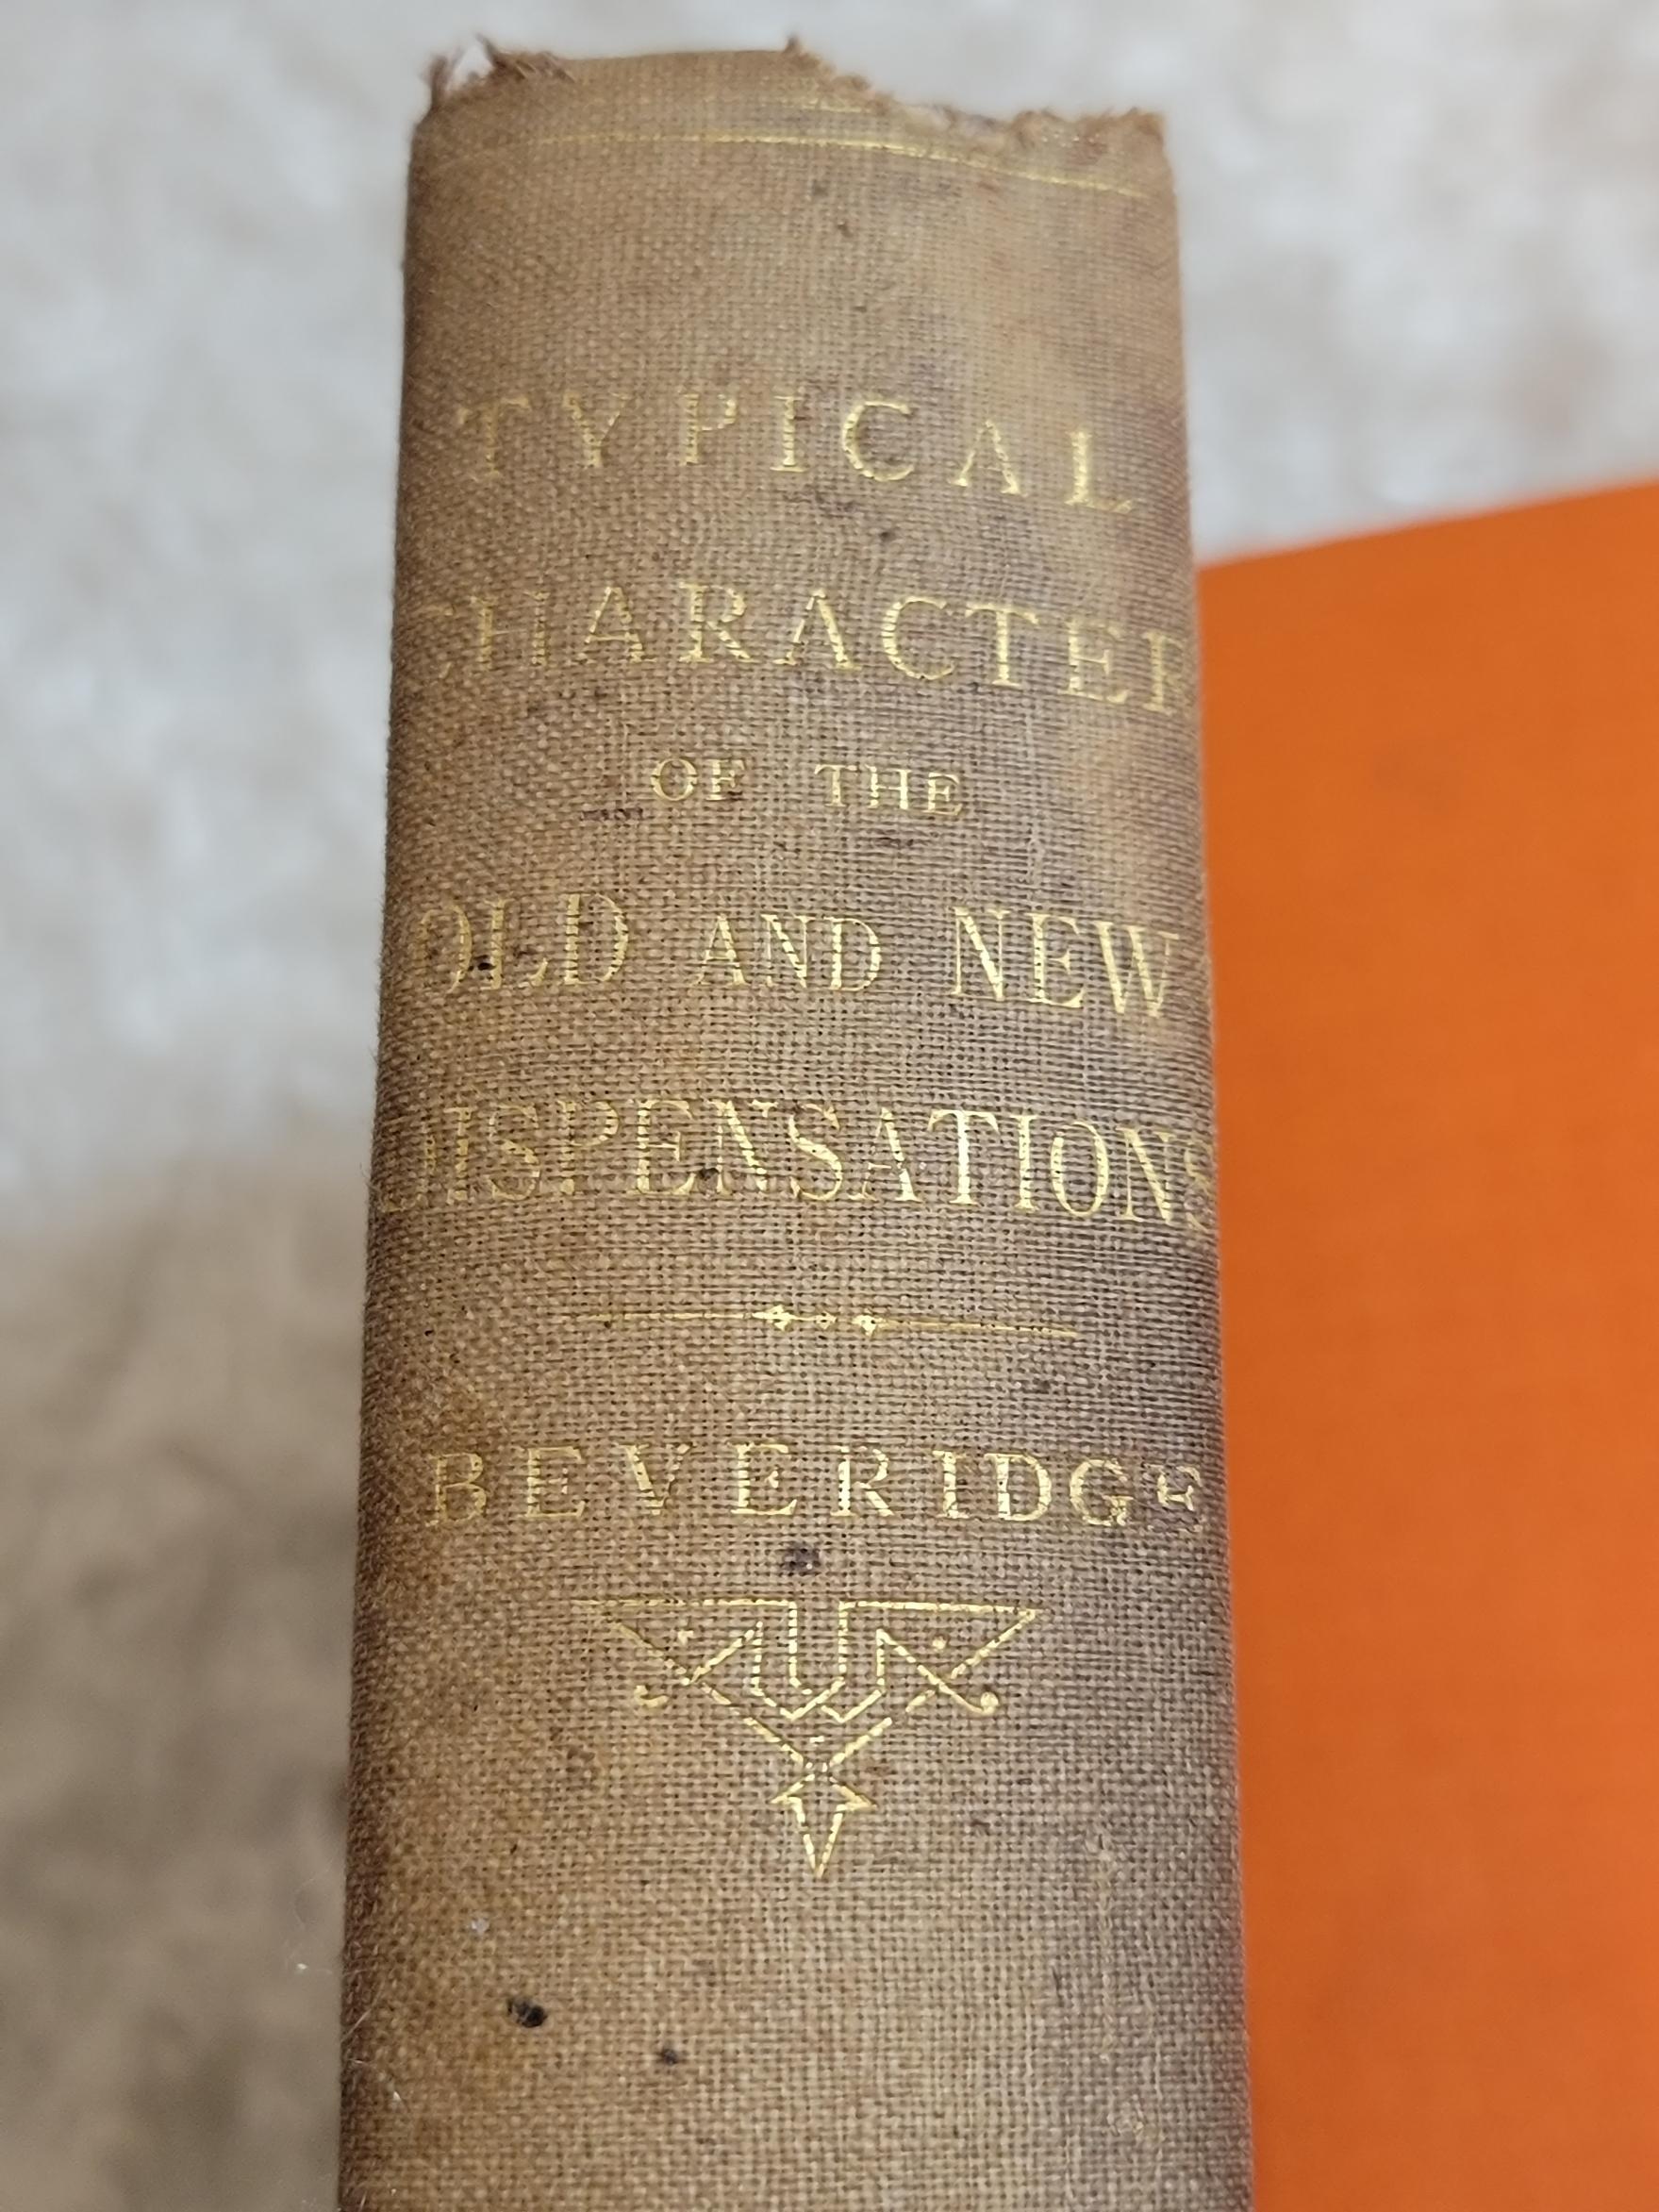 TYPICAL
CHARACTER
OF THE
OLD AND NEW
DISPENSATIONS
BEVERIDGE